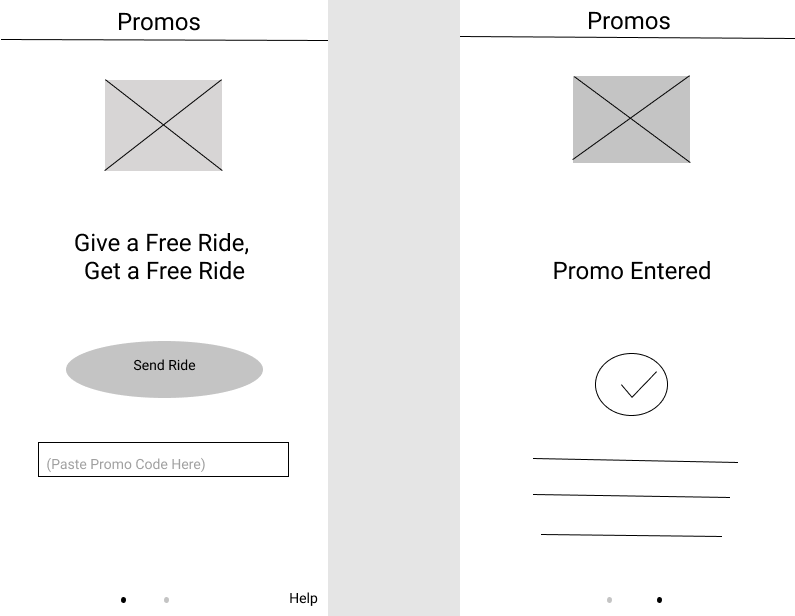 Promos
Give a Free Ride,
Get a Free Ride
Send Ride
(Paste Promo Code Here)
Help
Promos
Promo Entered